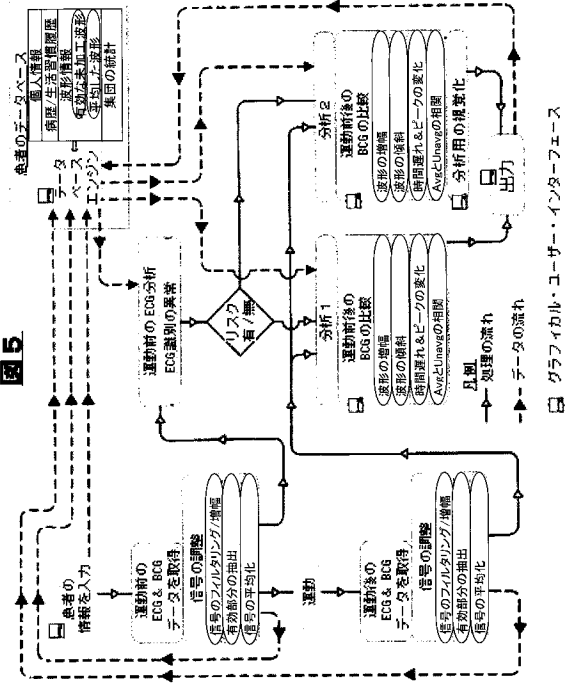 図5
患者の
情報を入力
運動前の
ECG & BCG
データを取得
信号の調整
信号のフィルタリング/増幅
有効部分の抽出
信号の平均化
運動
運動後の
ECG & BCG
データを取得
信号の調整
信号のフィルタリング/増幅
有効部分の抽出
信号の平均化
患者のデータベース
データ
ベース
エンジン
個人情報
病歴/生活習慣履歴
波形情報
有効な未加工波形
平均した波形
集団の統計
運動前の ECG分析
ECG識別の異常
リスク
有/無
分析1
運動前後の
BCGの比較
波形の増幅
波形の傾斜
時間遅れ&ピークの変化
AvgとUnavgの相関
分析2
運動前後の
BCGの比較
波形の増幅
波形の傾斜
時間遅れ&ピークの変化
AvgとUnavgの相関
分析用の視覚化
出力
凡例
処理の流れ
データの流れ
グラフィカル・ユーザー・インターフェース